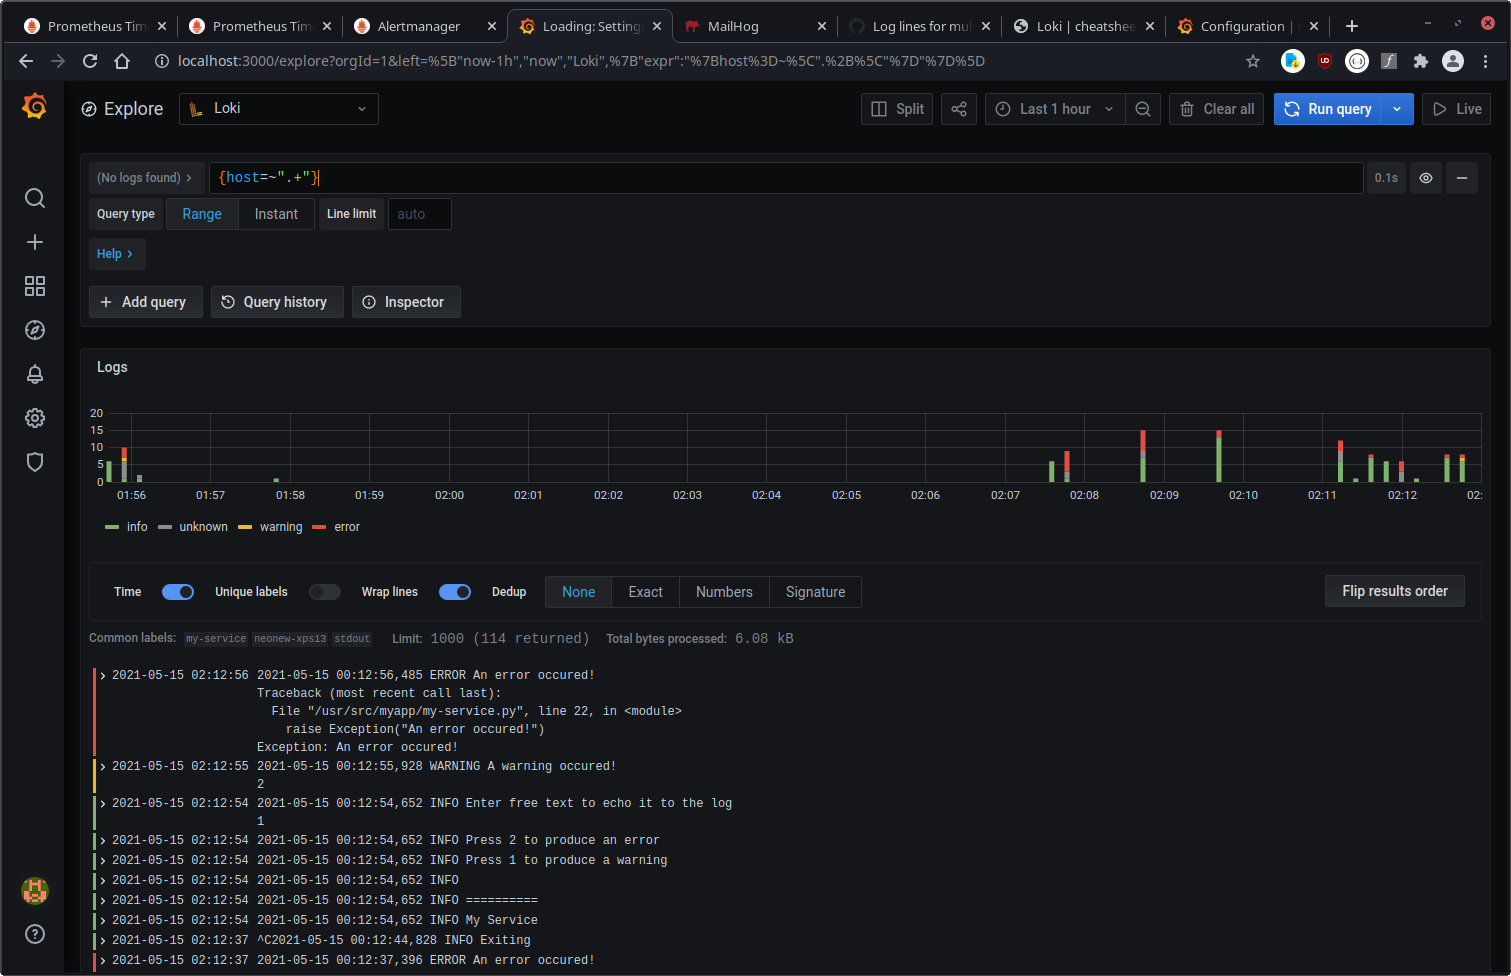 Prometheus Tim
Prometheus Tim
Alertmanager
Loading: Setting
MailHog
Log lines for mul
Loki | cheatshee
Configuration |
localhost:3000/explore?orgId=1&left=%5B"now-1h","now","Loki",%7B"expr":"%7Bhost%3D~%5C".%2B%5C"%7D"%7D%5D
Explore
Loki
Split
Last 1 hour
Clear all
Run query
Live
(No logs found)
{host=~".+"}
0.1s
Query type
Range
Instant
Line limit
auto
Help
Add query
Query history
Inspector
Logs
20
15
10
5
0
01:56 01:57 01:58 01:59 02:00 02:01 02:02 02:03 02:04 02:05 02:06 02:07 02:08 02:09 02:10 02:11 02:12 02:
info unknown warning error
Time
Unique labels
Wrap lines
Dedup
None
Exact
Numbers
Signature
Flip results order
Common labels: my-service neonew-xps13 stdout Limit: 1000 (114 returned) Total bytes processed: 6.08 kB
2021-05-15 02:12:56 2021-05-15 00:12:56,485 ERROR An error occured!
Traceback (most recent call last):
File "/usr/src/myapp/my-service.py", line 22, in <module>
raise Exception("An error occured!")
Exception: An error occured!
2021-05-15 02:12:55 2021-05-15 00:12:55,928 WARNING A warning occured!
2
2021-05-15 02:12:54 2021-05-15 00:12:54,652 INFO Enter free text to echo it to the log
1
2021-05-15 02:12:54 2021-05-15 00:12:54,652 INFO Press 2 to produce an error
2021-05-15 02:12:54 2021-05-15 00:12:54,652 INFO Press 1 to produce a warning
2021-05-15 02:12:54 2021-05-15 00:12:54,652 INFO
2021-05-15 02:12:54 2021-05-15 00:12:54,652 INFO ==========
2021-05-15 02:12:54 2021-05-15 00:12:54,652 INFO My Service
2021-05-15 02:12:37 ^C2021-05-15 00:12:44,828 INFO Exiting
2021-05-15 02:12:37 2021-05-15 00:12:37,396 ERROR An error occured!